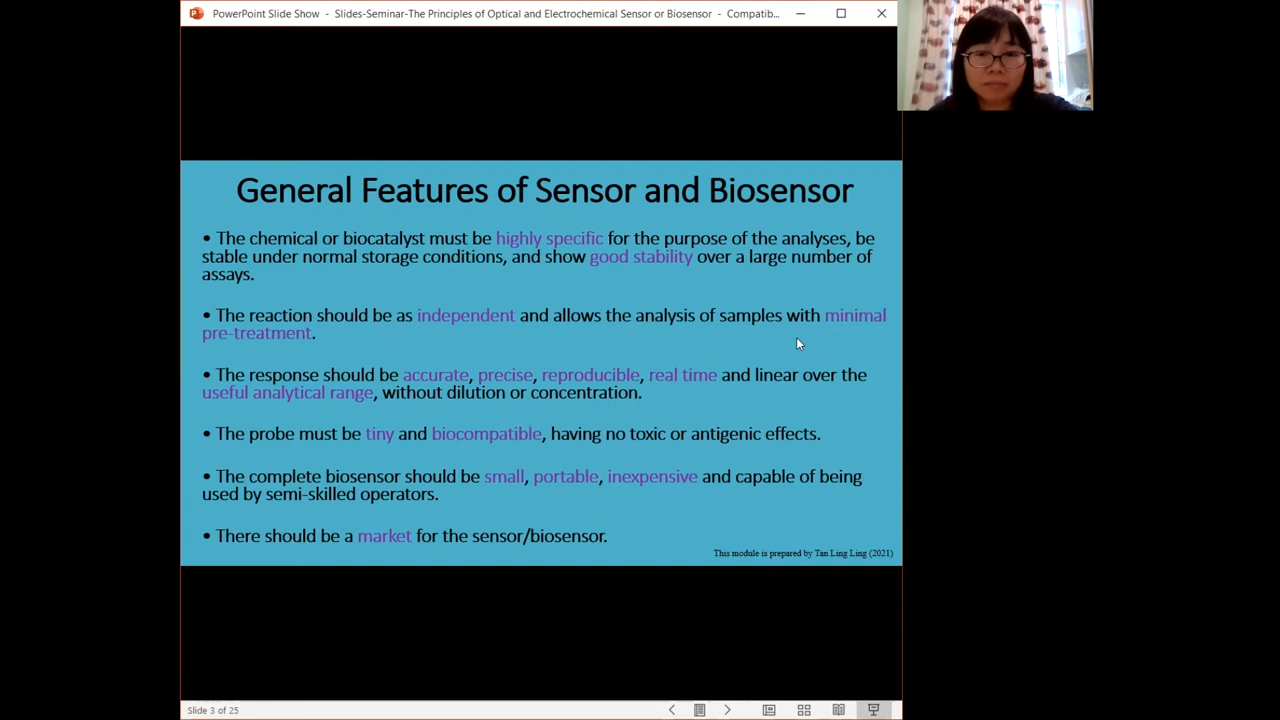 PowerPoint Slide Show - Slides-Seminar-The Principles of Optical and Electrochemical Sensor or Biosensor - Compatib...
General Features of Sensor and Biosensor
• The chemical or biocatalyst must be highly specific for the purpose of the analyses, be
stable under normal storage conditions, and show good stability over a large number of
assays.
• The reaction should be as independent and allows the analysis of samples with minimal
pre-treatment.
• The response should be accurate, precise, reproducible, real time and linear over the
useful analytical range, without dilution or concentration.
• The probe must be tiny and biocompatible, having no toxic or antigenic effects.
• The complete biosensor should be small, portable, inexpensive and capable of being
used by semi-skilled operators.
• There should be a market for the sensor/biosensor.
This module is prepared by Tan Ling Ling (2021)
Slide 3 of 25